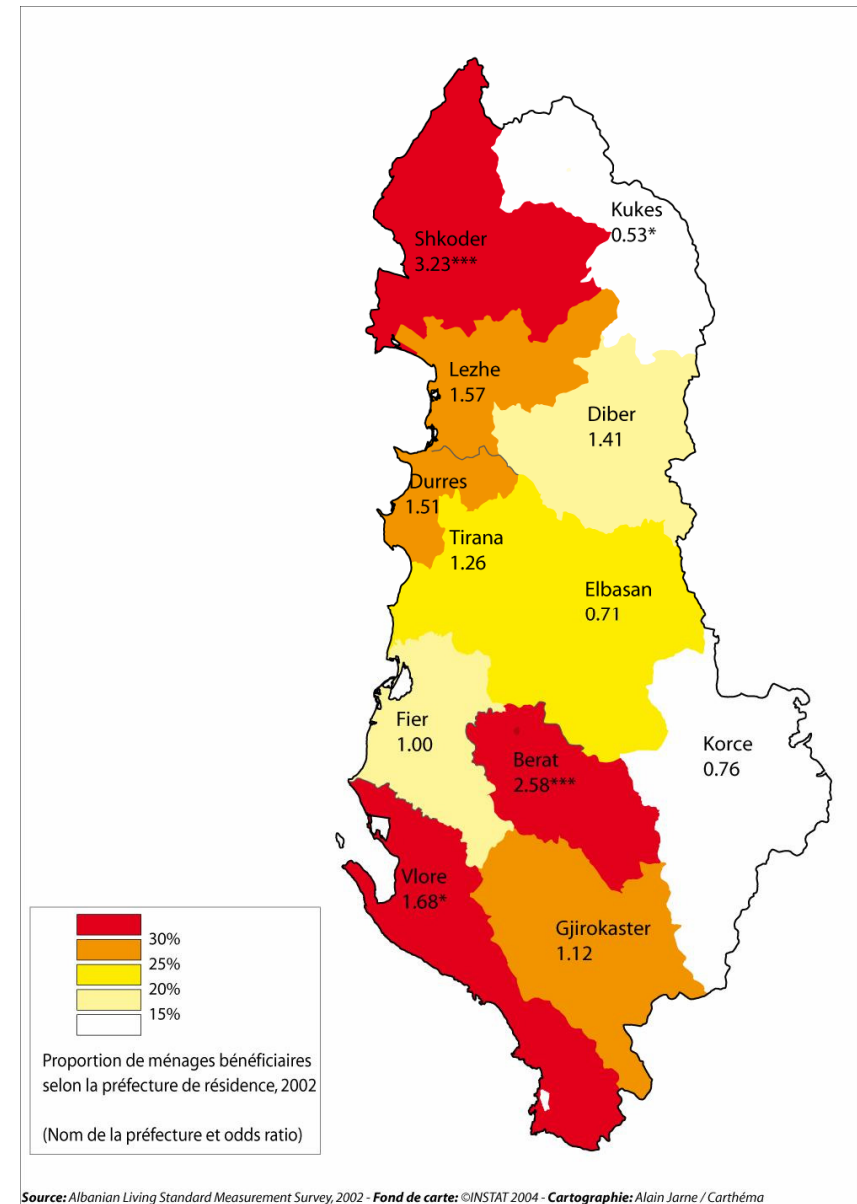 Kukes
0.53*
Shkoder
3.23***
Lezhe
1.57
Diber
1.41
Durres
1.51
Tirana
1.26
Elbasan
0.71
Fier
1.00
Berat
2.58***
Korce
0.76
Vlore
1.68*
Gjirokaster
1.12
30%
25%
20%
15%
Proportion de ménages bénéficiaires
selon la préfecture de résidence, 2002
(Nom de la préfecture et odds ratio)
Source: Albanian Living Standard Measurement Survey, 2002 - Fond de carte: ©INSTAT 2004 - Cartographie: Alain Jarne / Carthéma